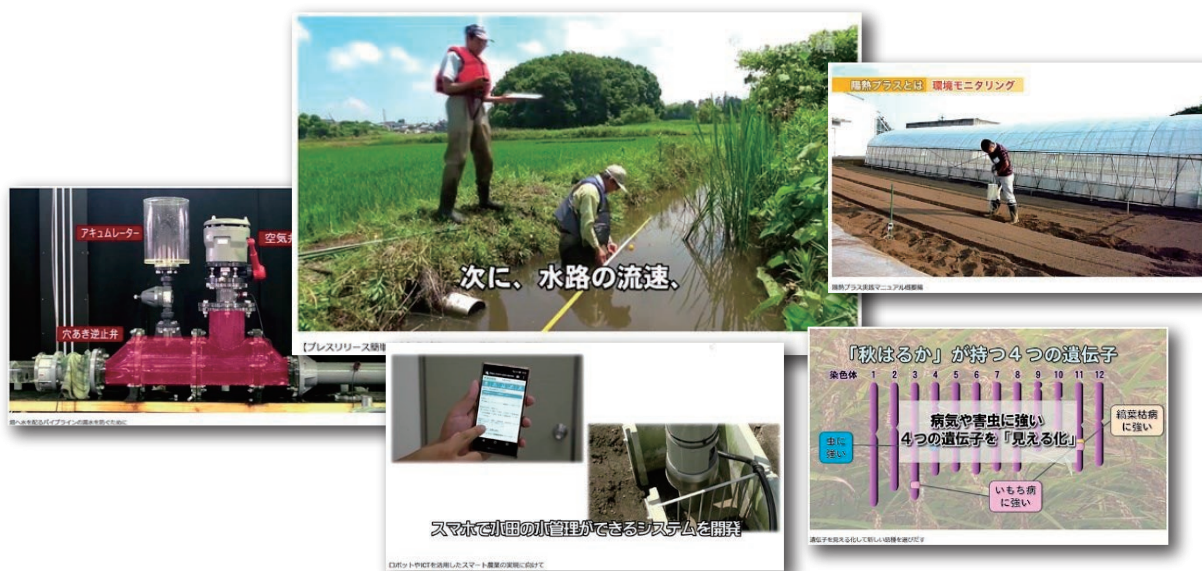 次に、水路の流速、
【プレスリリース簡単
陽熱プラスとは 環境モニタリング
陽熱プラス実践マニュアル概要編
アキュムレーター
空気弁
穴あき逆止弁
スマホで水田の水管理ができるシステムを開発
ロボットやICTを活用したスマート農業の実現に向けて
「秋はるか」が持つ4つの遺伝子
染色体 1 2 3 4 5 6 7 8 9 10 11 12
病気や害虫に強い
4つの遺伝子を「見える化」
虫に
強い
縞葉枯病
に強い
いもち病
に強い
遺伝子を見える化して新しい品種を選びだす